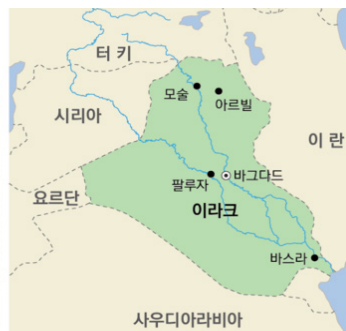 터 키
모술
아르빌
시리아
이 란
팔루자
바그다드
요르단
이라크
바스라
사우디아라비아